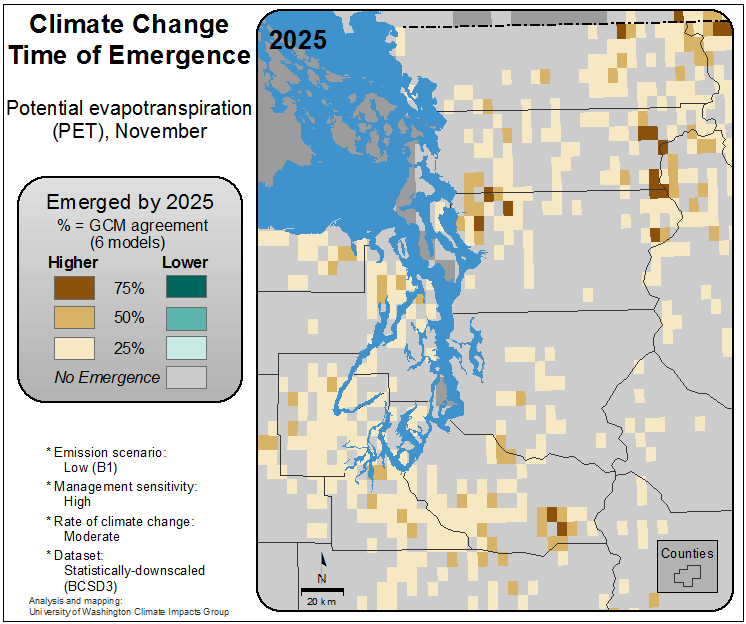 Climate Change
Time of Emergence
Potential evapotranspiration
(PET), November
Emerged by 2025
% = GCM agreement
(6 models)
Higher Lower
75%
50%
25%
No Emergence
* Emission scenario:
Low (B1)
* Management sensitivity:
High
* Rate of climate change:
Moderate
* Dataset:
Statistically-downscaled
(BCSD3)
Analysis and mapping:
University of Washington Climate Impacts Group
2025
N
20 km
Counties